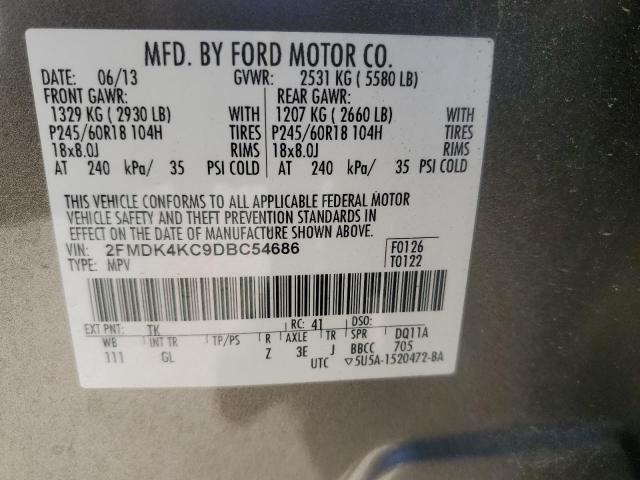 MFD. BY FORD MOTOR CO.
DATE: 06/13 GVWR: 2531 KG ( 5580 LB)
FRONT GAWR: REAR GAWR:
1329 KG ( 2930 LB) WITH 1207 KG ( 2660 LB) WITH
P245/60R18 104H TIRES P245/60R18 104H TIRES
18x8.0J RIMS 18x8.0J RIMS
AT 240 kPa/ 35 PSI COLD AT 240 kPa/ 35 PSI COLD
THIS VEHICLE CONFORMS TO ALL APPLICABLE FEDERAL MOTOR
VEHICLE SAFETY AND THEFT PREVENTION STANDARDS IN
EFFECT ON THE DATE OF MANUFACTURE SHOWN ABOVE.
VIN: 2FMDK4KC9DBC54686 F0126
TYPE: MPV T0122
EXT PNT: TK RC: 41 DSO:
WB INT TR TP/PS R AXLE TR SPR DQ11A
111 GL Z 3E J BBCC 705
UTC ▽5U5A-1520472-BA